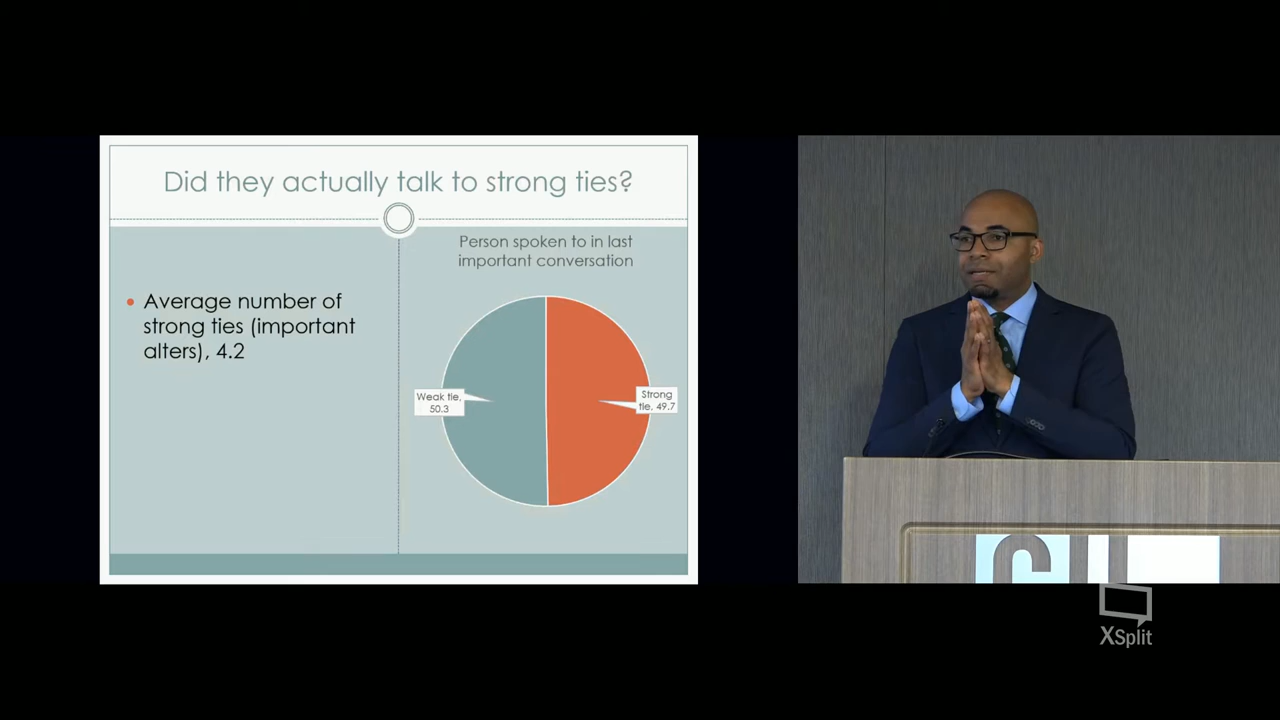 Did they actually talk to strong ties?
Average number of
strong ties (important
alters), 4.2
Person spoken to in last
important conversation
Weak tie,
50.3
Strong
tie, 49.7
XSplit